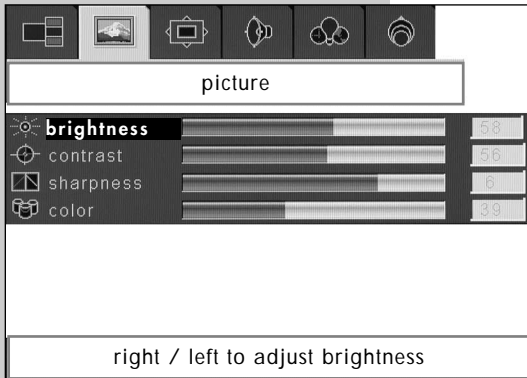 picture
brightness 58
contrast 56
sharpness 6
color 39
right / left to adjust brightness